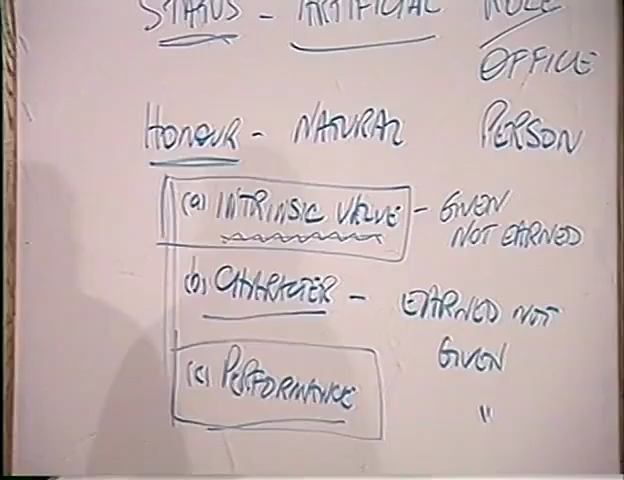 STATUS - ARTIFICIAL ROLE/
OFFICE
HONOUR - NATURAL PERSON
(a) INTRINSIC VALUE - GIVEN
NOT EARNED
(b) CHARACTER - EARNED NOT
GIVEN
(c) PERFORMANCE "